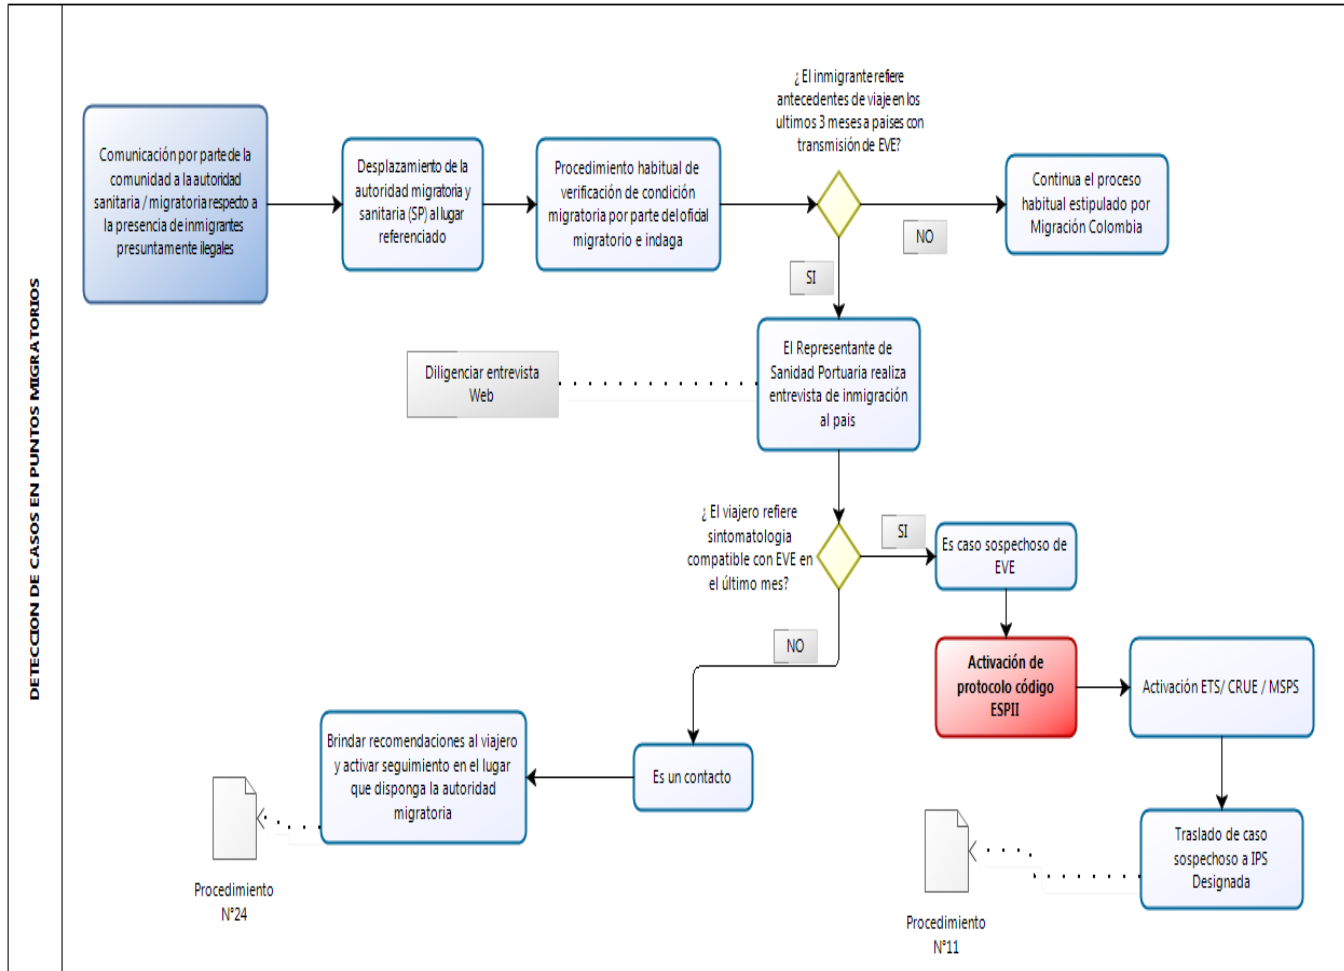 DETECCION DE CASOS EN PUNTOS MIGRATORIOS
Comunicación por parte de la
comunidad a la autoridad
sanitaria / migratoria respecto a
la presencia de inmigrantes
presuntamente ilegales
Desplazamiento de la
autoridad migratoria y
sanitaria (SP) al lugar
referenciado
Procedimiento habitual de
verificación de condición
migratoria por parte del oficial
migratorio e indaga
¿ El inmigrante refiere
antecedentes de viaje en los
ultimos 3 meses a paises con
transmisión de EVE?
NO
Continua el proceso
habitual estipulado por
Migración Colombia
SI
El Representante de
Sanidad Portuaria realiza
entrevista de inmigración
al pais
Diligenciar entrevista
Web
¿ El viajero refiere
sintomatologia
compatible con EVE en
el último mes?
SI
Es caso sospechoso de
EVE
NO
Activación de
protocolo código
ESPII
Activación ETS/ CRUE / MSPS
Es un contacto
Brindar recomendaciones al viajero
y activar seguimiento en el lugar
que disponga la autoridad
migratoria
Procedimiento
N°24
Traslado de caso
sospechoso a IPS
Designada
Procedimiento
N°11